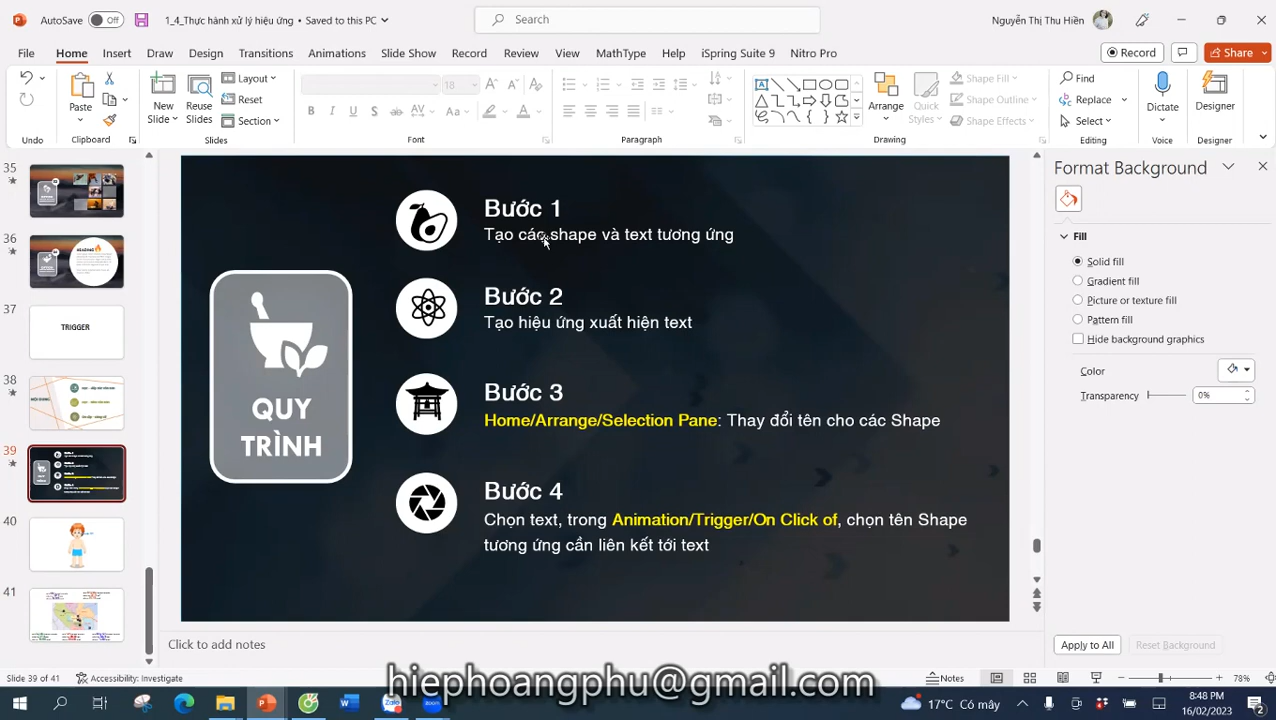 AutoSave Off 1_4_Thực hành xử lý hiệu ứng • Saved to this PC Search Nguyễn Thị Thu Hiền
File Home Insert Draw Design Transitions Animations Slide Show Record Review View MathType Help iSpring Suite 9 Nitro Pro Record Share
Paste New Slide Reuse Slides Layout Reset Section 18 Arrange Quick Styles Shape Fill Shape Outline Shape Effects Find Replace Select Dictate Designer
Undo Clipboard Slides Font Paragraph Drawing Editing Voice Designer
35
36
37
TRIGGER
38
39
40
41
Bước 1
Tạo các shape và text tương ứng
Bước 2
Tạo hiệu ứng xuất hiện text
Bước 3
Home/Arrange/Selection Pane: Thay đổi tên cho các Shape
Bước 4
Chọn text, trong Animation/Trigger/On Click of, chọn tên Shape
tương ứng cần liên kết tới text
QUY
TRÌNH
Format Background
Fill
Solid fill
Gradient fill
Picture or texture fill
Pattern fill
Hide background graphics
Color
Transparency 0%
Apply to All Reset Background
Click to add notes
Slide 39 of 41 Accessibility: Investigate Notes 78%
hiephoangphu@gmail.com
17°C Có mây 8:48 PM
16/02/2023